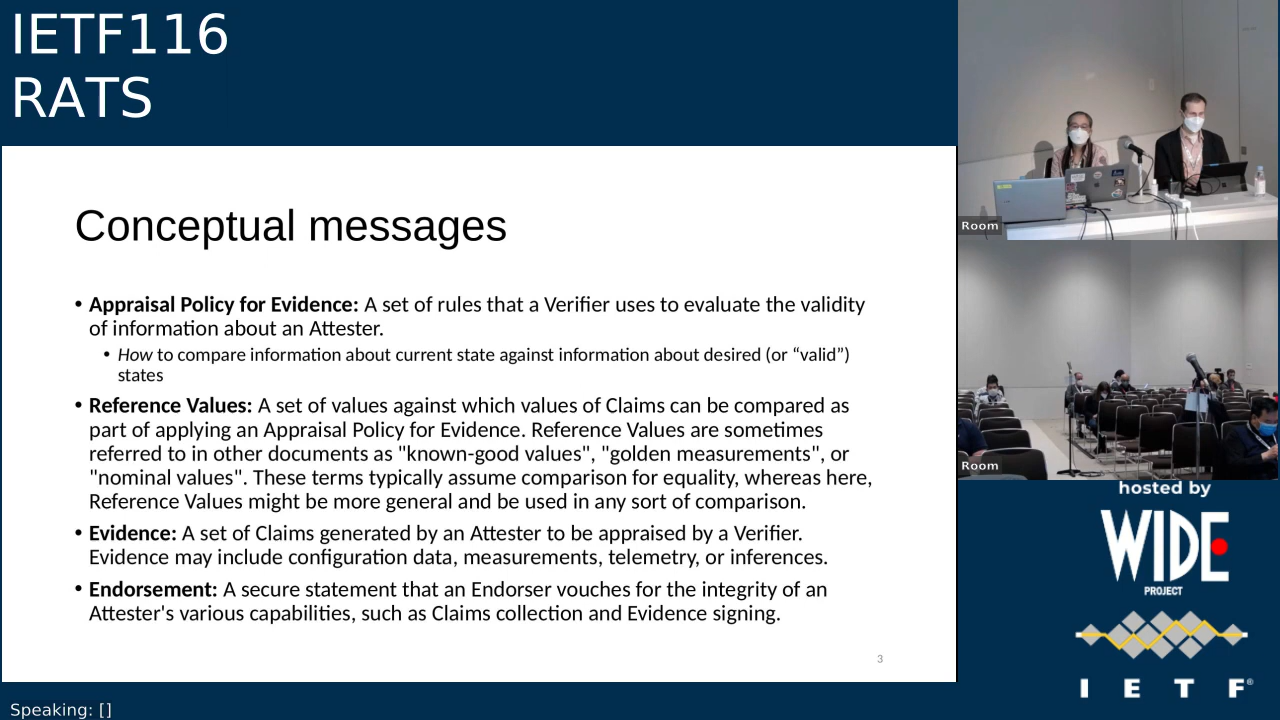 IETF116
RATS
Conceptual messages
• Appraisal Policy for Evidence: A set of rules that a Verifier uses to evaluate the validity
of information about an Attester.
• How to compare information about current state against information about desired (or “valid”)
states
• Reference Values: A set of values against which values of Claims can be compared as
part of applying an Appraisal Policy for Evidence. Reference Values are sometimes
referred to in other documents as "known-good values", "golden measurements", or
"nominal values". These terms typically assume comparison for equality, whereas here,
Reference Values might be more general and be used in any sort of comparison.
• Evidence: A set of Claims generated by an Attester to be appraised by a Verifier.
Evidence may include configuration data, measurements, telemetry, or inferences.
• Endorsement: A secure statement that an Endorser vouches for the integrity of an
Attester's various capabilities, such as Claims collection and Evidence signing.
3
Speaking: []
Room
Room
hosted by
WIDE
PROJECT
I E T F®